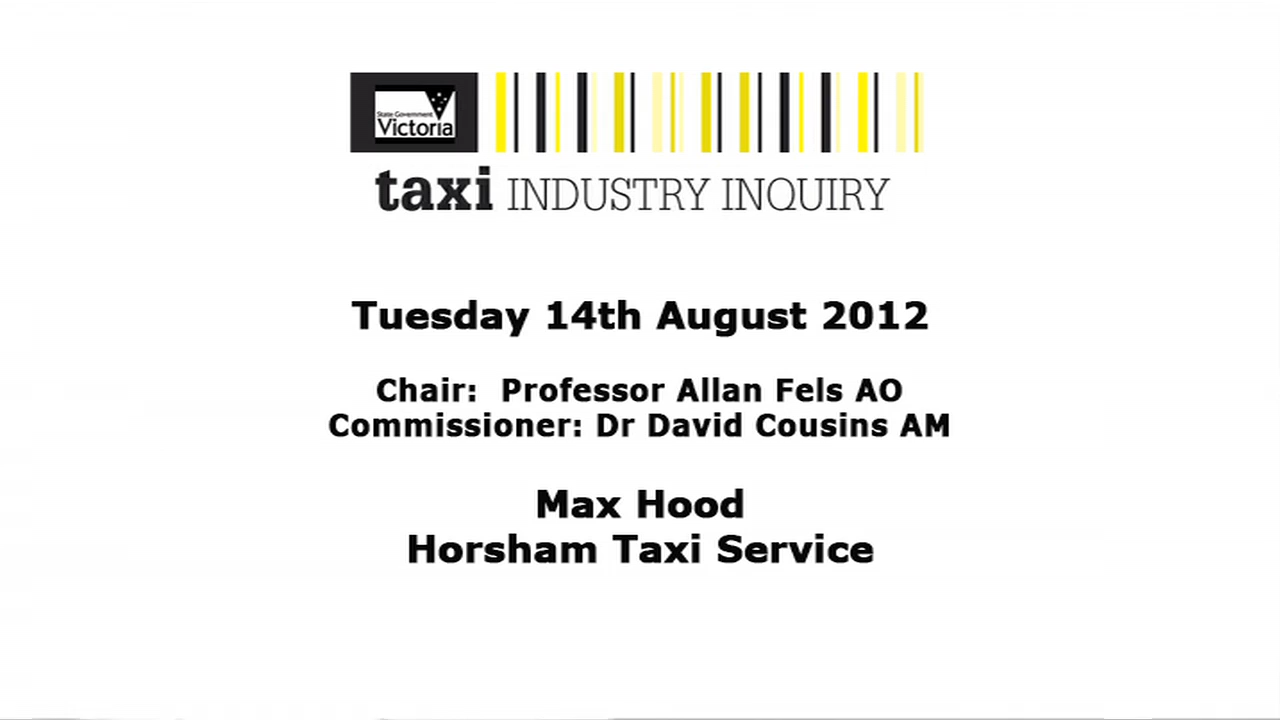 State Government
Victoria
taxi INDUSTRY INQUIRY
Tuesday 14th August 2012
Chair: Professor Allan Fels AO
Commissioner: Dr David Cousins AM
Max Hood
Horsham Taxi Service